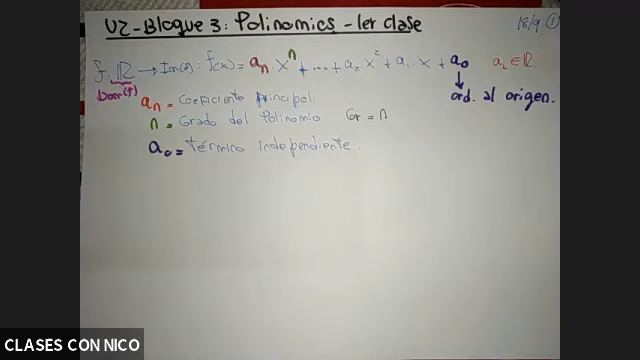 U2-Bloque 3: Polinomios - 1er clase
18/9 ①
f: ℝ → Im(f) : f(x) = aₙ xⁿ + ... + a₂ x² + a₁ x + a₀ aᵢ ∈ ℝ.
Dom(f)
ord. al origen.
aₙ = Coeficiente principal.
n = Grado del Polinomio Gr = n
a₀ = término independiente.
CLASES CON NICO